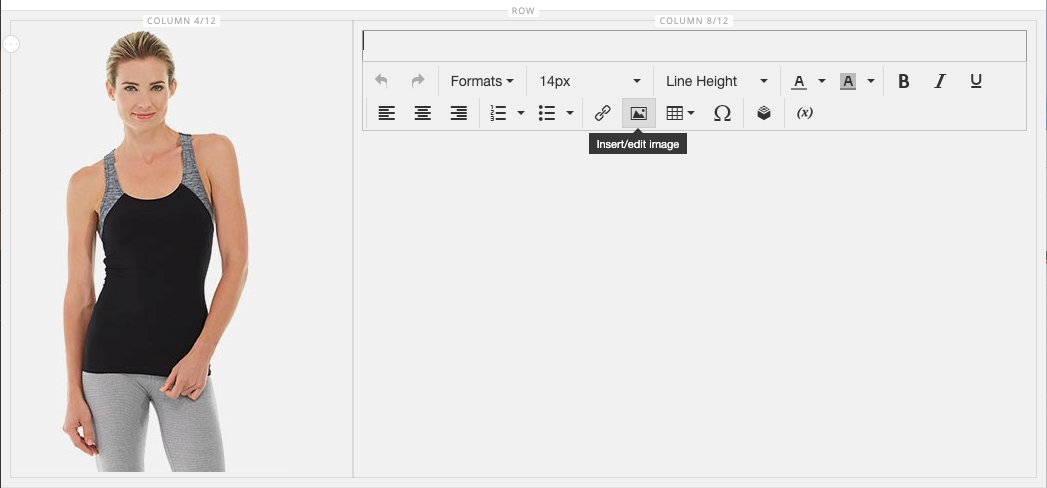 ROW
COLUMN 4/12
COLUMN 8/12
Formats 14px Line Height A A B I U
Ω (x)
Insert/edit image